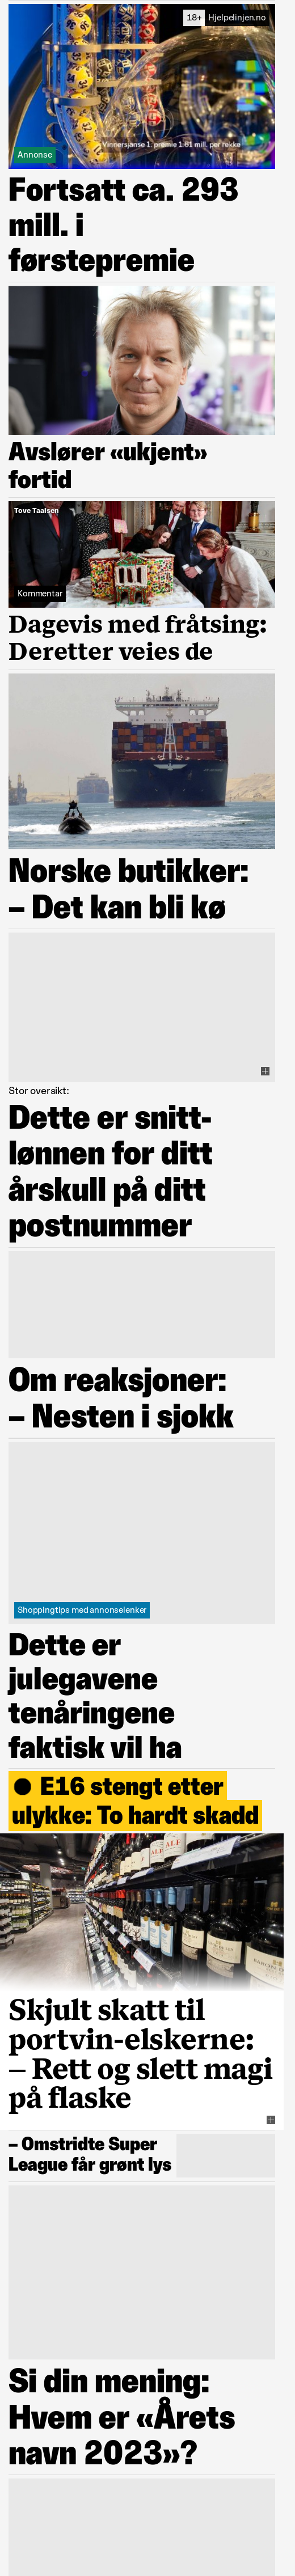 18+ Hjelpelinjen.no
Vinnersjanse 1. premie 1:61 mill. per rekke
Annonse
Fortsatt ca. 293
mill. i
førstepremie
Avslører «ukjent»
fortid
Tove Taalsen
Kommentar
Dagevis med fråtsing:
Deretter veies de
Norske butikker:
– Det kan bli kø
Stor oversikt:
Dette er snitt-
lønnen for ditt
årskull på ditt
postnummer
Om reaksjoner:
– Nesten i sjokk
Shoppingtips med annonselenker
Dette er
julegavene
tenåringene
faktisk vil ha
● E16 stengt etter
ulykke: To hardt skadd
Skjult skatt til
portvin-elskerne:
– Rett og slett magi
på flaske
– Omstridte Super
League får grønt lys
Si din mening:
Hvem er «Årets
navn 2023»?